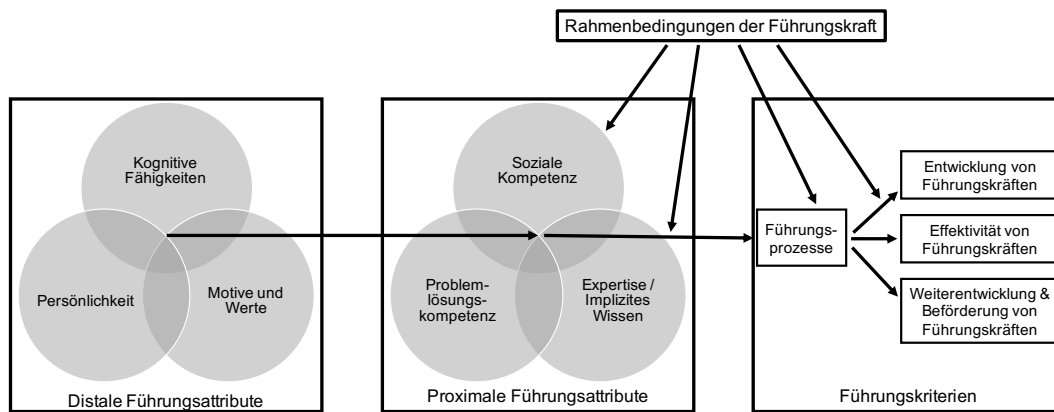 Rahmenbedingungen der Führungskraft
Kognitive
Fähigkeiten
Persönlichkeit
Motive und
Werte
Distale Führungsattribute
Soziale
Kompetenz
Problem-
lösungs-
kompetenz
Expertise /
Implizites
Wissen
Proximale Führungsattribute
Führungs-
prozesse
Entwicklung von
Führungskräften
Effektivität von
Führungskräften
Weiterentwicklung &
Beförderung von
Führungskräften
Führungskriterien